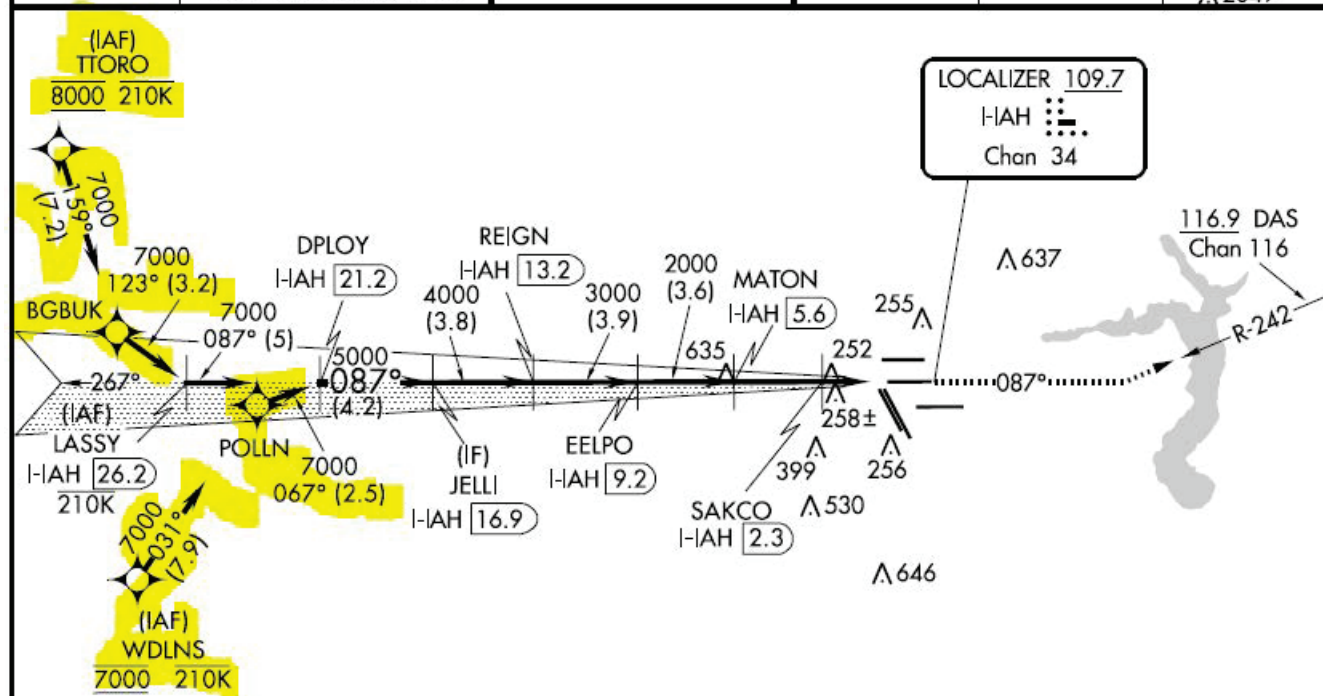 (IAF)
TTORO
8000 210K
7000
159°
(7.2)
7000
123° (3.2)
BGBUK
7000
087° (5)
267°
(IAF)
LASSY
I-IAH 26.2
210K
7000
031°
(7.9)
(IAF)
WDLNS
7000 210K
POLLN
7000
067° (2.5)
DPLOY
I-IAH 21.2
5000
087°
(4.2)
4000
(3.8)
(IF)
JELLI
I-IAH 16.9
REIGN
I-IAH 13.2
3000
(3.9)
EELPO
I-IAH 9.2
2000
(3.6)
635
MATON
I-IAH 5.6
SAKCO
I-IAH 2.3
252
255
258±
399
256
530
646
637
LOCALIZER 109.7
I-IAH
Chan 34
087°
116.9 DAS
Chan 116
R-242